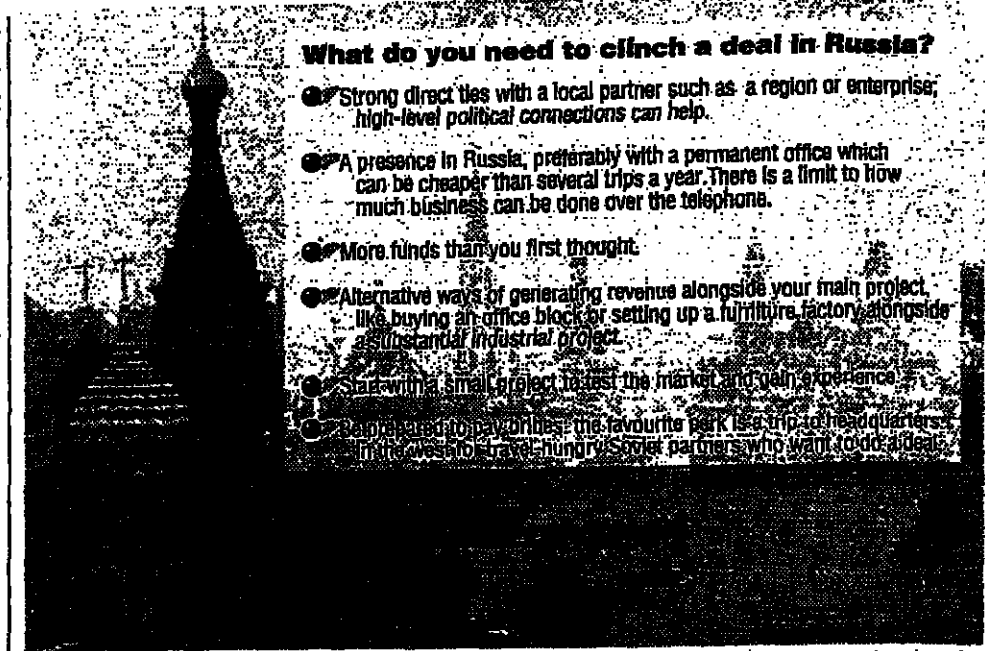 What do you need to clinch a deal in Russia?
Strong direct ties with a local partner such as a region or enterprise;
high-level political connections can help.
A presence in Russia, preferably with a permanent office which
can be cheaper than several trips a year. There is a limit to how
much business can be done over the telephone.
More funds than you first thought.
Alternative ways of generating revenue alongside your main project,
like buying an office block or setting up a furniture factory alongside
a substantial industrial project.
Start with a small project to test the market and gain experience.
Be prepared to pay bribes: the favourite perk is a trip to headquarters
in the west for travel-hungry Soviet partners who want to do a deal.